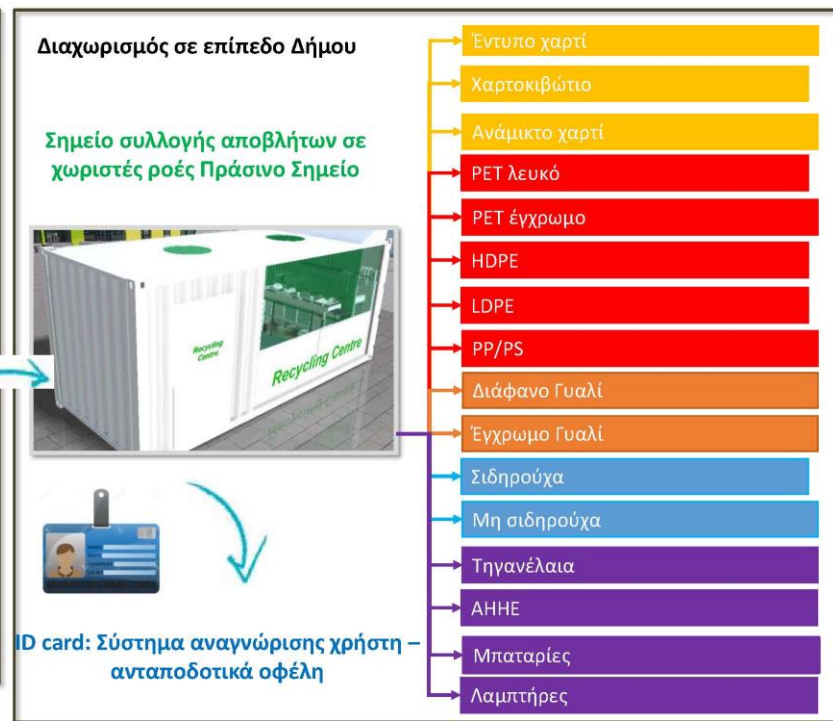 Διαχωρισμός σε επίπεδο Δήμου
Σημείο συλλογής αποβλήτων σε
χωριστές ροές Πράσινο Σημείο
Recycling
Centre
Recycling Centre
ID card: Σύστημα αναγνώρισης χρήστη –
ανταποδοτικά οφέλη
Έντυπο χαρτί
Χαρτοκιβώτιο
Ανάμικτο χαρτί
PET λευκό
PET έγχρωμο
HDPE
LDPE
PP/PS
Διάφανο Γυαλί
Έγχρωμο Γυαλί
Σιδηρούχα
Μη σιδηρούχα
Τηγανέλαια
ΑΗΗΕ
Μπαταρίες
Λαμπτήρες